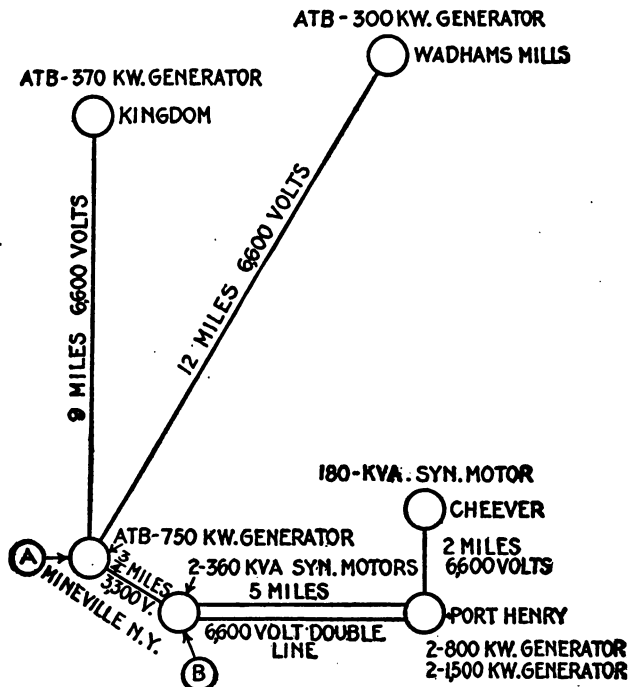 ATB-300 KW. GENERATOR
WADHAMS MILLS
ATB-370 KW. GENERATOR
KINGDOM
9 MILES 6,600 VOLTS
12 MILES 6,600 VOLTS
180-KVA. SYN. MOTOR
CHEEVER
2 MILES
6,600 VOLTS
ATB-750 KW. GENERATOR
A
3/4 MILES
3,300 V.
MINEVILLE N.Y.
2-360 KVA SYN. MOTORS
5 MILES
6,600 VOLT DOUBLE
LINE
B
PORT HENRY
2-800 KW. GENERATOR
2-1,500 KW. GENERATOR